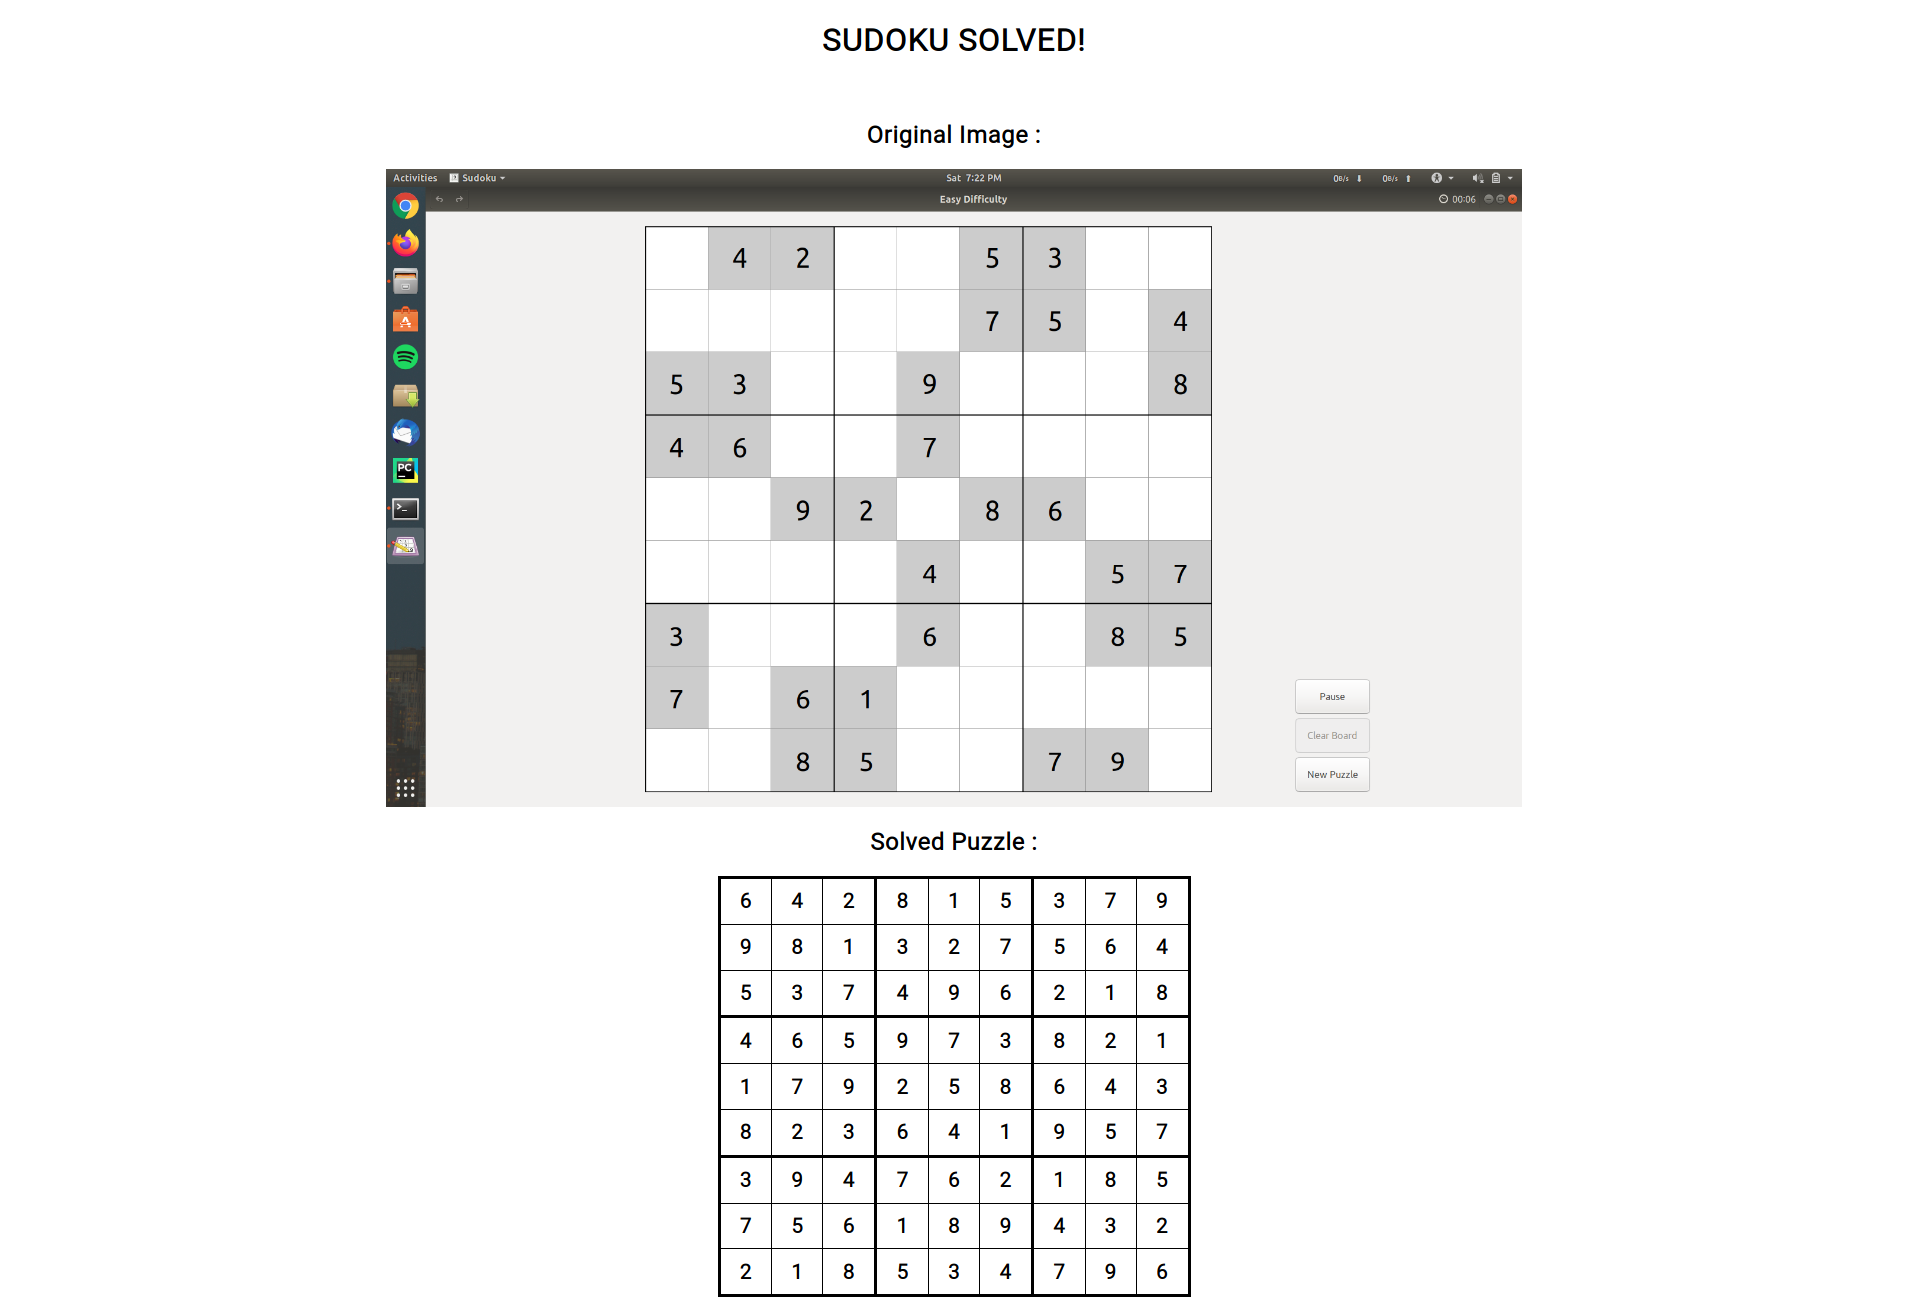 SUDOKU SOLVED!
Original Image :
Activities Sudoku Sat 7:22 PM 0B/s 0B/s
Easy Difficulty 00:06
4 2 5 3
7 5 4
5 3 9 8
4 6 7
9 2 8 6
PC
4 5 7
3 6 8 5
7 6 1
Pause
Clear Board
8 5 7 9
New Puzzle
Solved Puzzle :
6 4 2 8 1 5 3 7 9
9 8 1 3 2 7 5 6 4
5 3 7 4 9 6 2 1 8
4 6 5 9 7 3 8 2 1
1 7 9 2 5 8 6 4 3
8 2 3 6 4 1 9 5 7
3 9 4 7 6 2 1 8 5
7 5 6 1 8 9 4 3 2
2 1 8 5 3 4 7 9 6